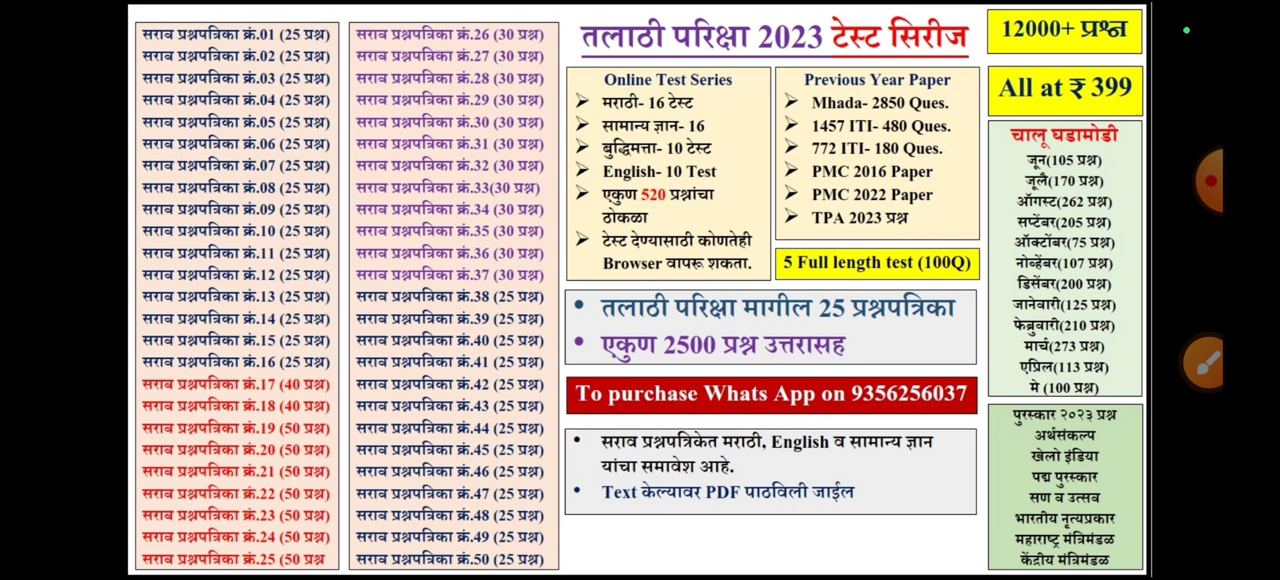 सराव प्रश्नपत्रिका क्रं.01 (25 प्रश्न)
सराव प्रश्नपत्रिका क्रं.02 (25 प्रश्न)
सराव प्रश्नपत्रिका क्रं.03 (25 प्रश्न)
सराव प्रश्नपत्रिका क्रं.04 (25 प्रश्न)
सराव प्रश्नपत्रिका क्रं.05 (25 प्रश्न)
सराव प्रश्नपत्रिका क्रं.06 (25 प्रश्न)
सराव प्रश्नपत्रिका क्रं.07 (25 प्रश्न)
सराव प्रश्नपत्रिका क्रं.08 (25 प्रश्न)
सराव प्रश्नपत्रिका क्रं.09 (25 प्रश्न)
सराव प्रश्नपत्रिका क्रं.10 (25 प्रश्न)
सराव प्रश्नपत्रिका क्रं.11 (25 प्रश्न)
सराव प्रश्नपत्रिका क्रं.12 (25 प्रश्न)
सराव प्रश्नपत्रिका क्रं.13 (25 प्रश्न)
सराव प्रश्नपत्रिका क्रं.14 (25 प्रश्न)
सराव प्रश्नपत्रिका क्रं.15 (25 प्रश्न)
सराव प्रश्नपत्रिका क्रं.16 (25 प्रश्न)
सराव प्रश्नपत्रिका क्रं.17 (40 प्रश्न)
सराव प्रश्नपत्रिका क्रं.18 (40 प्रश्न)
सराव प्रश्नपत्रिका क्रं.19 (50 प्रश्न)
सराव प्रश्नपत्रिका क्रं.20 (50 प्रश्न)
सराव प्रश्नपत्रिका क्रं.21 (50 प्रश्न)
सराव प्रश्नपत्रिका क्रं.22 (50 प्रश्न)
सराव प्रश्नपत्रिका क्रं.23 (50 प्रश्न)
सराव प्रश्नपत्रिका क्रं.24 (50 प्रश्न)
सराव प्रश्नपत्रिका क्रं.25 (50 प्रश्न
सराव प्रश्नपत्रिका क्रं.26 (30 प्रश्न)
सराव प्रश्नपत्रिका क्रं.27 (30 प्रश्न)
सराव प्रश्नपत्रिका क्रं.28 (30 प्रश्न)
सराव प्रश्नपत्रिका क्रं.29 (30 प्रश्न)
सराव प्रश्नपत्रिका क्रं.30 (30 प्रश्न)
सराव प्रश्नपत्रिका क्रं.31 (30 प्रश्न)
सराव प्रश्नपत्रिका क्रं.32 (30 प्रश्न)
सराव प्रश्नपत्रिका क्रं.33(30 प्रश्न)
सराव प्रश्नपत्रिका क्रं.34 (30 प्रश्न)
सराव प्रश्नपत्रिका क्रं.35 (30 प्रश्न)
सराव प्रश्नपत्रिका क्रं.36 (30 प्रश्न)
सराव प्रश्नपत्रिका क्रं.37 (30 प्रश्न)
सराव प्रश्नपत्रिका क्रं.38 (25 प्रश्न)
सराव प्रश्नपत्रिका क्रं.39 (25 प्रश्न)
सराव प्रश्नपत्रिका क्रं.40 (25 प्रश्न)
सराव प्रश्नपत्रिका क्रं.41 (25 प्रश्न)
सराव प्रश्नपत्रिका क्रं.42 (25 प्रश्न)
सराव प्रश्नपत्रिका क्रं.43 (25 प्रश्न)
सराव प्रश्नपत्रिका क्रं.44 (25 प्रश्न)
सराव प्रश्नपत्रिका क्रं.45 (25 प्रश्न)
सराव प्रश्नपत्रिका क्रं.46 (25 प्रश्न)
सराव प्रश्नपत्रिका क्रं.47 (25 प्रश्न)
सराव प्रश्नपत्रिका क्रं.48 (25 प्रश्न)
सराव प्रश्नपत्रिका क्रं.49 (25 प्रश्न)
सराव प्रश्नपत्रिका क्रं.50 (25 प्रश्न)
तलाठी परिक्षा 2023 टेस्ट सिरीज
Online Test Series
मराठी- 16 टेस्ट
सामान्य ज्ञान- 16
बुद्धिमत्ता- 10 टेस्ट
English- 10 Test
एकुण 520 प्रश्नांचा
ठोकळा
टेस्ट देण्यासाठी कोणतेही
Browser वापरू शकता.
Previous Year Paper
Mhada- 2850 Ques.
1457 ITI- 480 Ques.
772 ITI- 180 Ques.
PMC 2016 Paper
PMC 2022 Paper
TPA 2023 प्रश्न
5 Full length test (100Q)
तलाठी परिक्षा मागील 25 प्रश्नपत्रिका
एकुण 2500 प्रश्न उत्तरासह
To purchase Whats App on 9356256037
सराव प्रश्नपत्रिकेत मराठी, English व सामान्य ज्ञान
यांचा समावेश आहे.
Text केल्यावर PDF पाठविली जाईल
12000+ प्रश्न
All at ₹ 399
चालू घडामोडी
जून(105 प्रश्न)
जूलै(170 प्रश्न)
ऑगस्ट(262 प्रश्न)
सप्टेंबर(205 प्रश्न)
ऑक्टोंबर(75 प्रश्न)
नोव्हेंबर(107 प्रश्न)
डिसेंबर(200 प्रश्न)
जानेवारी(125 प्रश्न)
फेब्रुवारी(210 प्रश्न)
मार्च(273 प्रश्न)
एप्रिल(113 प्रश्न)
मे (100 प्रश्न)
पुरस्कार २०२३ प्रश्न
अर्थसंकल्प
खेलो इंडिया
पद्म पुरस्कार
सण व उत्सव
भारतीय नृत्यप्रकार
महाराष्ट्र मंत्रिमंडळ
केंद्रीय मंत्रिमंडळ